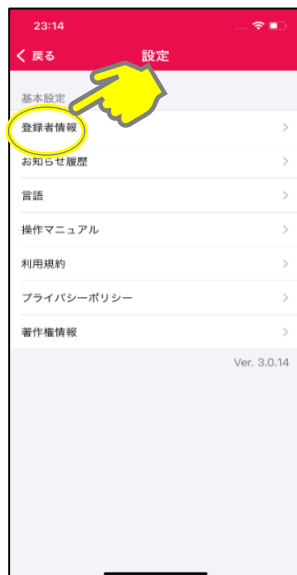 23:14
戻る 設定
基本設定
登録者情報
お知らせ履歴
言語
操作マニュアル
利用規約
プライバシーポリシー
著作権情報
Ver. 3.0.14